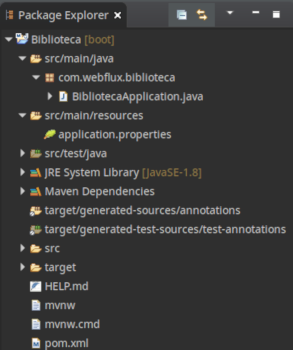 Package Explorer
Biblioteca [boot]
src/main/java
com.webflux.biblioteca
BibliotecaApplication.java
src/main/resources
application.properties
src/test/java
JRE System Library [JavaSE-1.8]
Maven Dependencies
target/generated-sources/annotations
target/generated-test-sources/test-annotations
src
target
HELP.md
mvnw
mvnw.cmd
pom.xml